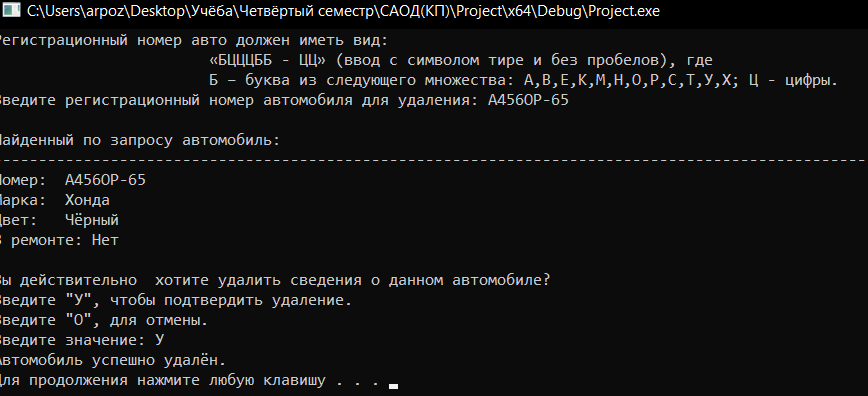 C:\Users\arpoz\Desktop\Учёба\Четвёртый семестр\САОД(КП)\Project\x64\Debug\Project.exe
Регистрационный номер авто должен иметь вид:
«БЦЦЦББ - ЦЦ» (ввод с символом тире и без пробелов), где
Б – буква из следующего множества: А,В,Е,К,М,Н,О,Р,С,Т,У,Х; Ц - цифры.
Введите регистрационный номер автомобиля для удаления: А456ОР-65
Найденный по запросу автомобиль:
------------------------------------------------------------------------------------------------
Номер: А456ОР-65
Марка: Хонда
Цвет: Чёрный
В ремонте: Нет
Вы действительно  хотите удалить сведения о данном автомобиле?
Введите "У", чтобы подтвердить удаление.
Введите "О", для отмены.
Введите значение: У
Автомобиль успешно удалён.
Для продолжения нажмите любую клавишу . . .